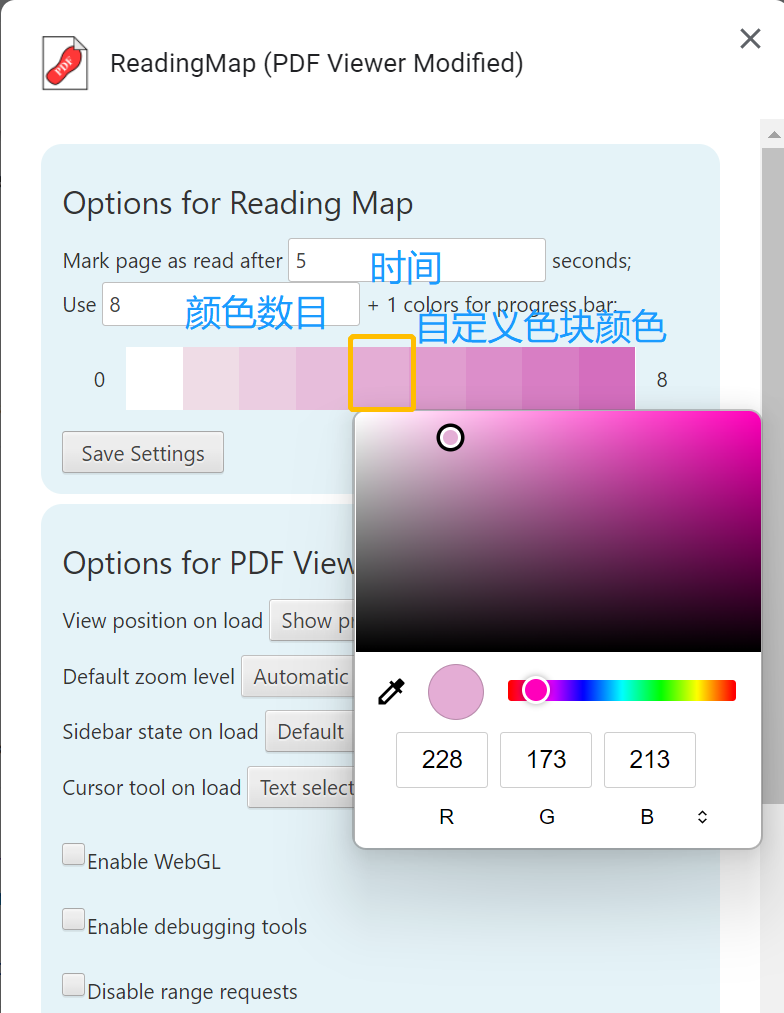 PDF
ReadingMap (PDF Viewer Modified)
Options for Reading Map
Mark page as read after 5 seconds;
时间
Use 8 + 1 colors for progress bar:
颜色数目
自定义色块颜色
0 8
Save Settings
Options for PDF View
View position on load Show pr
Default zoom level Automatic
Sidebar state on load Default
Cursor tool on load Text select
228 173 213
R G B
Enable WebGL
Enable debugging tools
Disable range requests